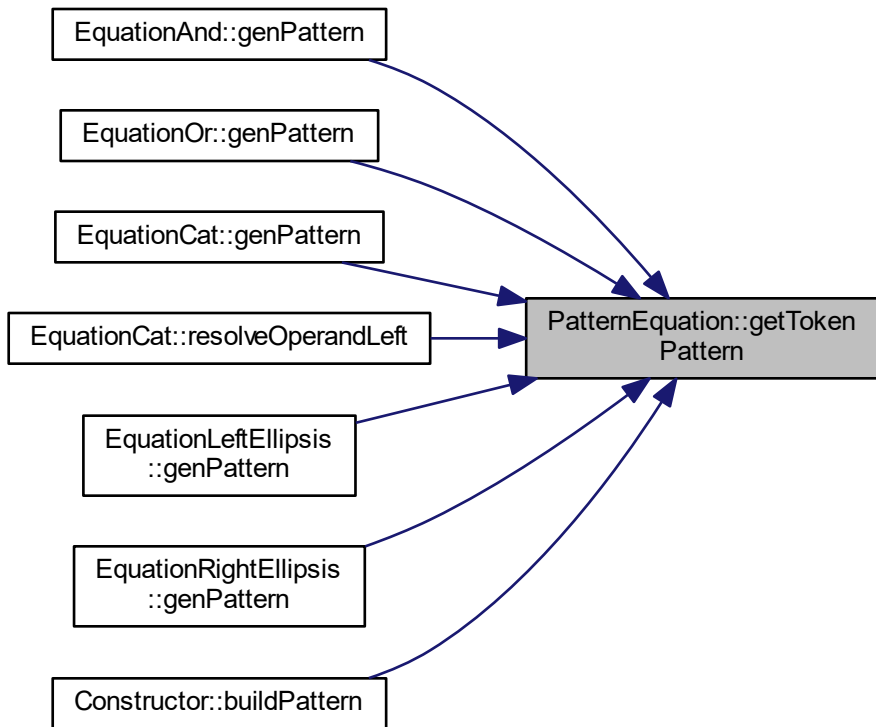 EquationAnd::genPattern
EquationOr::genPattern
EquationCat::genPattern
EquationCat::resolveOperandLeft
PatternEquation::getToken
Pattern
EquationLeftEllipsis
::genPattern
EquationRightEllipsis
::genPattern
Constructor::buildPattern